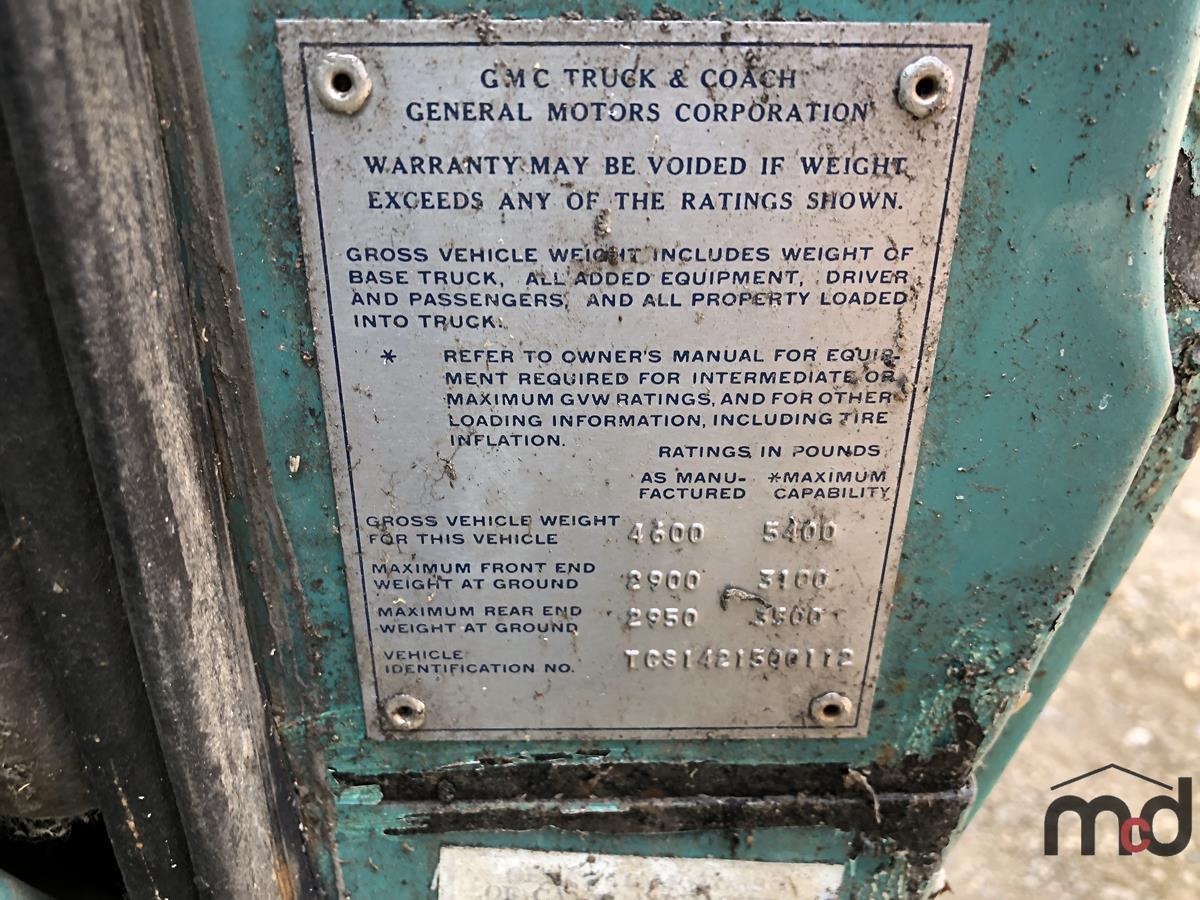 GMC TRUCK & COACH
GENERAL MOTORS CORPORATION
WARRANTY MAY BE VOIDED IF WEIGHT
EXCEEDS ANY OF THE RATINGS SHOWN.
GROSS VEHICLE WEIGHT INCLUDES WEIGHT OF
BASE TRUCK, ALL ADDED EQUIPMENT, DRIVER
AND PASSENGERS, AND ALL PROPERTY LOADED
INTO TRUCK.
* REFER TO OWNER'S MANUAL FOR EQUIP-
MENT REQUIRED FOR INTERMEDIATE OR
MAXIMUM GVW RATINGS, AND FOR OTHER
LOADING INFORMATION, INCLUDING TIRE
INFLATION.
RATINGS IN POUNDS
AS MANU- *MAXIMUM
FACTURED CAPABILITY
GROSS VEHICLE WEIGHT
FOR THIS VEHICLE 4600 5400
MAXIMUM FRONT END
WEIGHT AT GROUND 2900 3100
MAXIMUM REAR END
WEIGHT AT GROUND 2950 3500
VEHICLE
IDENTIFICATION NO.
mcd